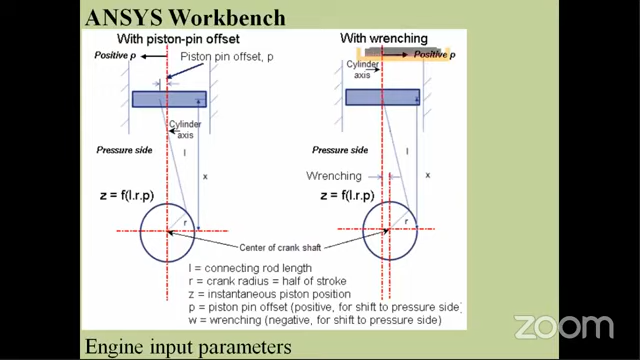 ANSYS Workbench
With piston-pin offset
Positive p
Piston pin offset, p
Cylinder
axis
Pressure side
l
x
z = f(l.r.p)
r
With wrenching
Positive p
Cylinder
axis
Pressure side
l
x
Wrenching
z = f(l.r.p)
r
Center of crank shaft
l = connecting rod length
r = crank radius = half of stroke
z = instantaneous piston position
p = piston pin offset (positive, for shift to pressure side)
w = wrenching (negative, for shift to pressure side)
Engine input parameters
zoom